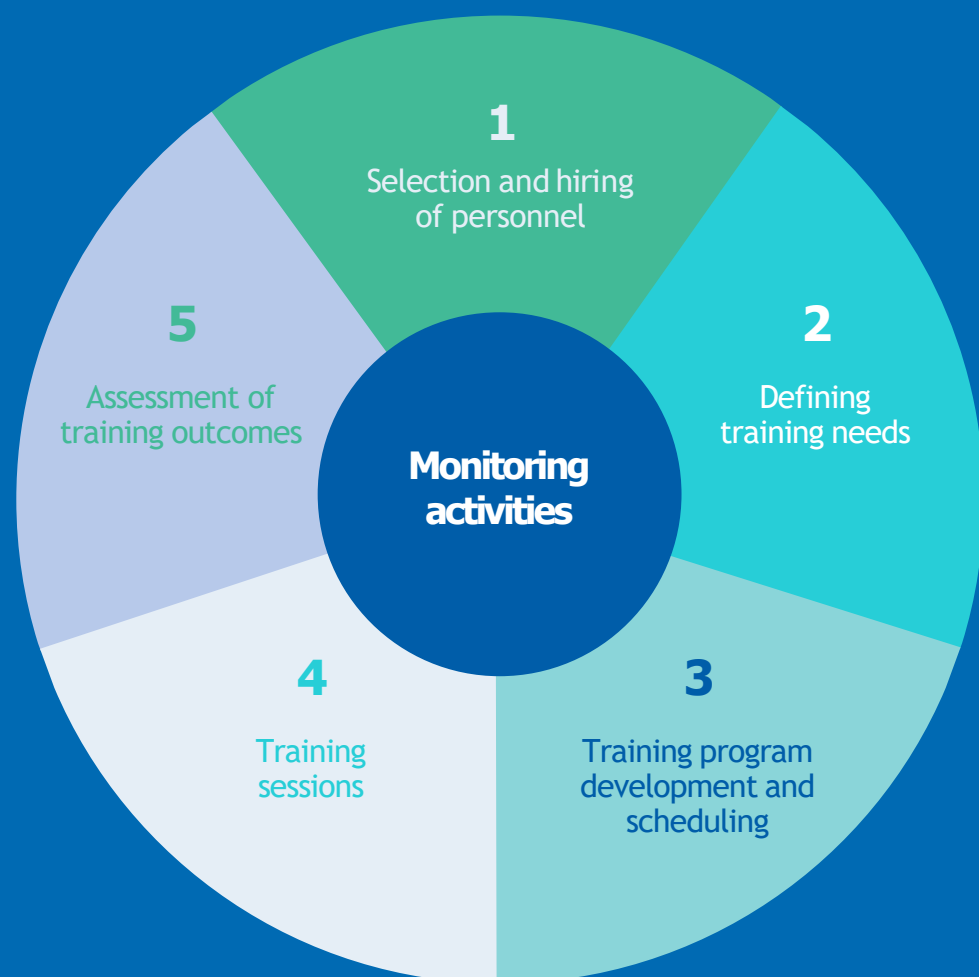 1
Selection and hiring
of personnel
2
Defining
training needs
3
Training program
development and
scheduling
4
Training
sessions
5
Assessment of
training outcomes
Monitoring
activities